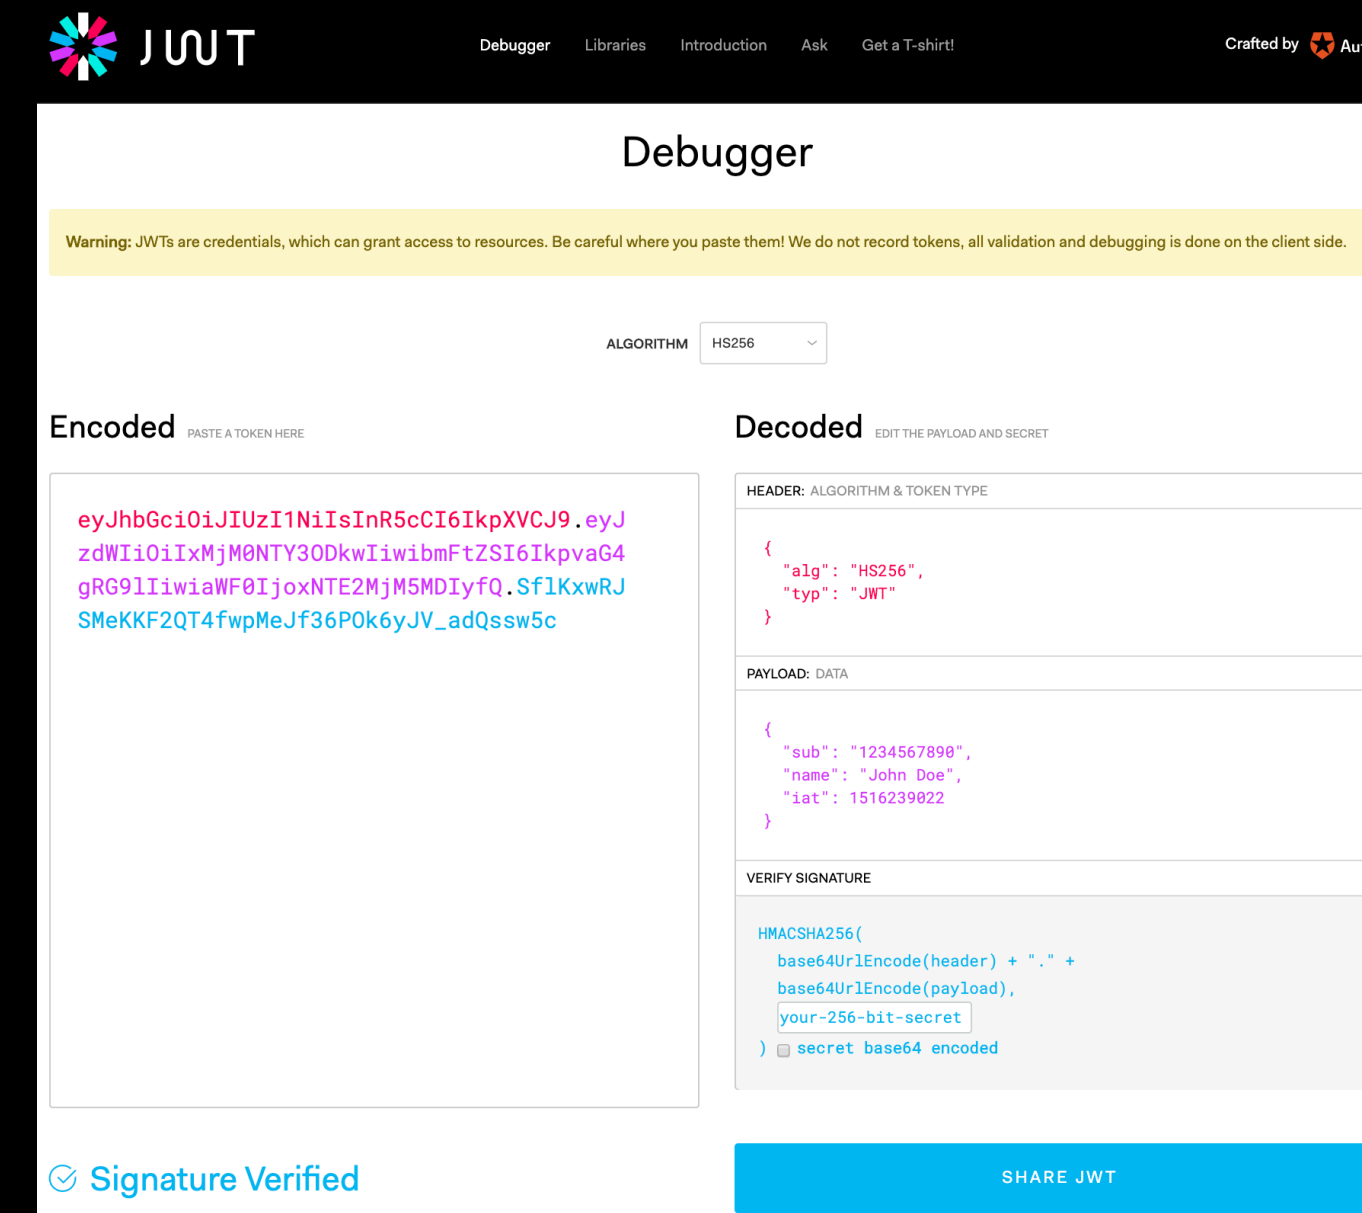 JWT
Debugger Libraries Introduction Ask Get a T-shirt!
Crafted by Au
Debugger
Warning: JWTs are credentials, which can grant access to resources. Be careful where you paste them! We do not record tokens, all validation and debugging is done on the client side.
ALGORITHM HS256
Encoded PASTE A TOKEN HERE
eyJhbGciOiJIUzI1NiIsInR5cCI6IkpXVCJ9.eyJ
zdWIiOiIxMjM0NTY3ODkwIiwibmFtZSI6IkpvaG4
gRG9lIiwiaWF0IjoxNTE2MjM5MDIyfQ.SflKxwRJ
SMeKKF2QT4fwpMeJf36POk6yJV_adQssw5c
Decoded EDIT THE PAYLOAD AND SECRET
HEADER: ALGORITHM & TOKEN TYPE
{
"alg": "HS256",
"typ": "JWT"
}
PAYLOAD: DATA
{
"sub": "1234567890",
"name": "John Doe",
"iat": 1516239022
}
VERIFY SIGNATURE
HMACSHA256(
base64UrlEncode(header) + "." +
base64UrlEncode(payload),
your-256-bit-secret
) secret base64 encoded
Signature Verified
SHARE JWT